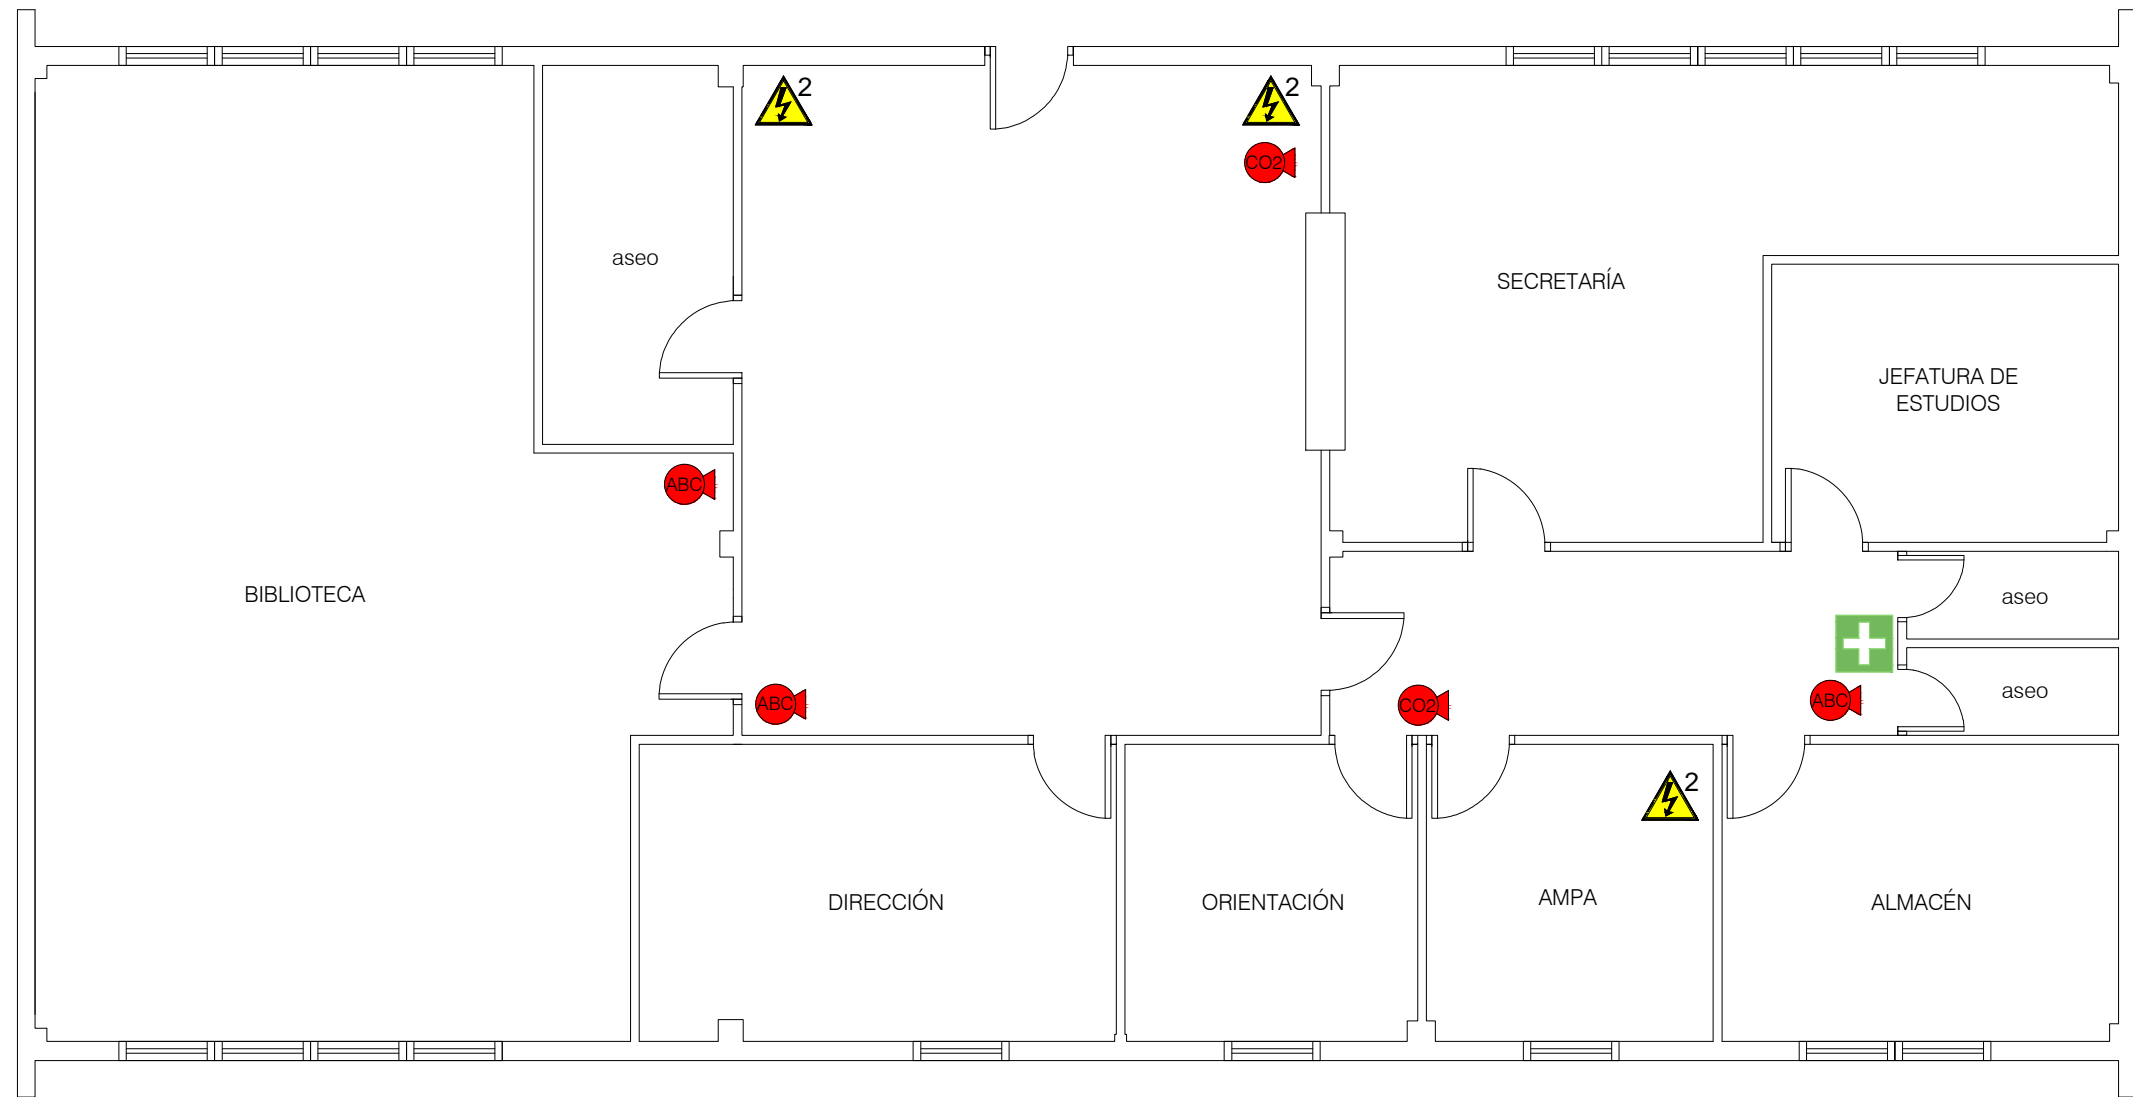 2
2
CO2
aseo
SECRETARÍA
JEFATURA DE
ESTUDIOS
ABC
BIBLIOTECA
aseo
aseo
ABC
CO2
ABC
2
DIRECCIÓN
ORIENTACIÓN
AMPA
ALMACÉN